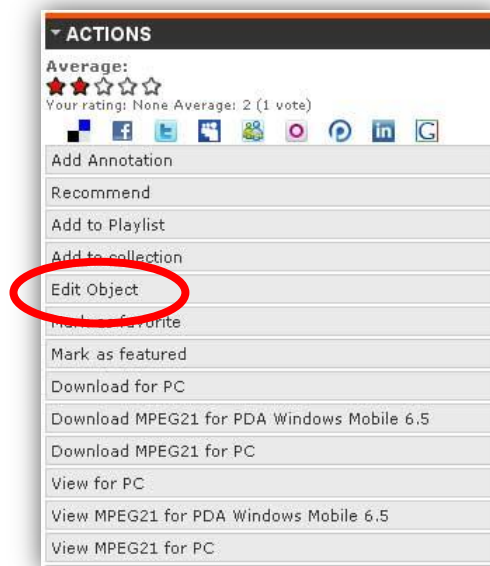 ACTIONS
Average:
Your rating: None Average: 2 (1 vote)
Add Annotation
Recommend
Add to Playlist
Add to collection
Edit Object
Mark as favorite
Mark as featured
Download for PC
Download MPEG21 for PDA Windows Mobile 6.5
Download MPEG21 for PC
View for PC
View MPEG21 for PDA Windows Mobile 6.5
View MPEG21 for PC